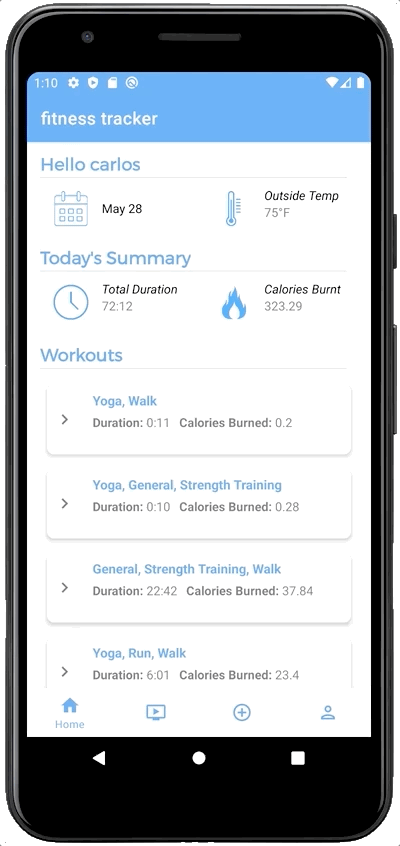 1:10
fitness tracker
Hello carlos
May 28
Outside Temp
75°F
Today's Summary
Total Duration
72:12
Calories Burnt
323.29
Workouts
Yoga, Walk
Duration: 0:11 Calories Burned: 0.2
Yoga, General, Strength Training
Duration: 0:10 Calories Burned: 0.28
General, Strength Training, Walk
Duration: 22:42 Calories Burned: 37.84
Yoga, Run, Walk
Duration: 6:01 Calories Burned: 23.4
Home